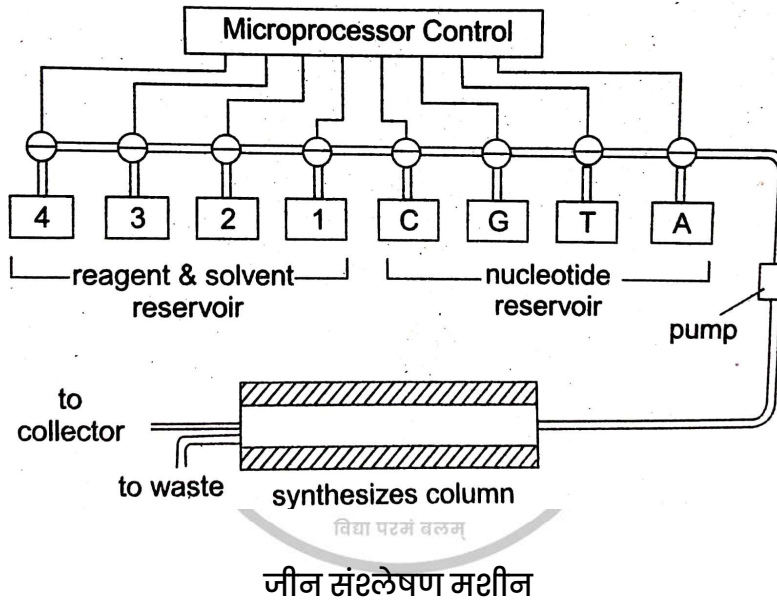 Microprocessor Control
4 3 2 1 C G T A
reagent & solvent
reservoir
nucleotide
reservoir
pump
to
collector
to waste
synthesizes column
विद्या परमं बलम्
जीन संश्लेषण मशीन